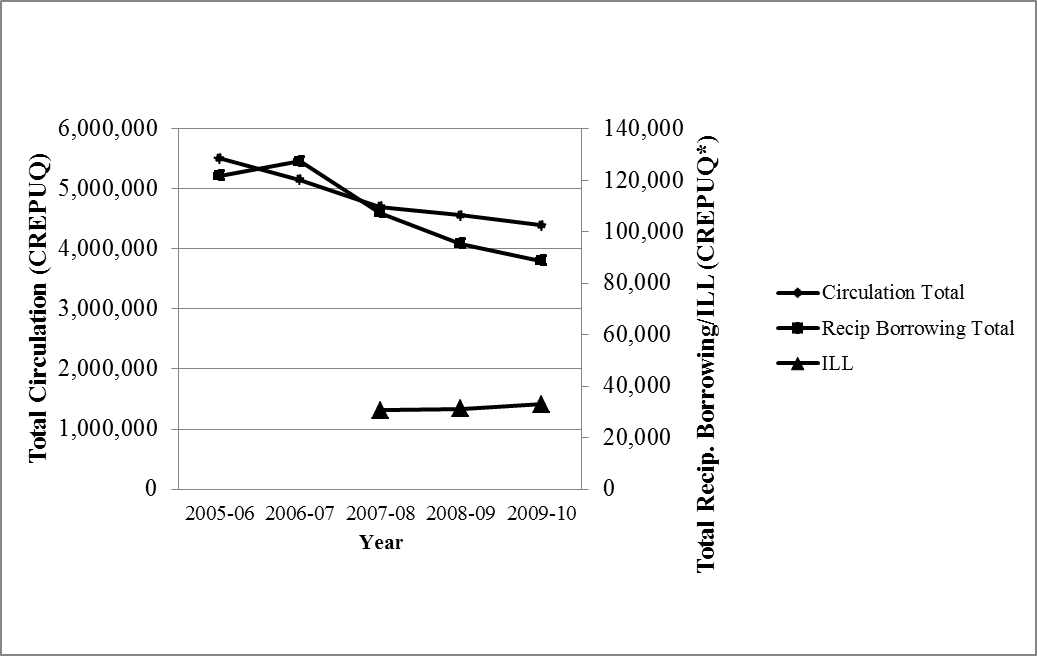 Total Circulation (CREPUQ)
6,000,000
5,000,000
4,000,000
3,000,000
2,000,000
1,000,000
0
140,000
120,000
100,000
80,000
60,000
40,000
20,000
0
Total Recip. Borrowing/ILL (CREPUQ*)
2005-06 2006-07 2007-08 2008-09 2009-10
Year
Circulation Total
Recip Borrowing Total
ILL